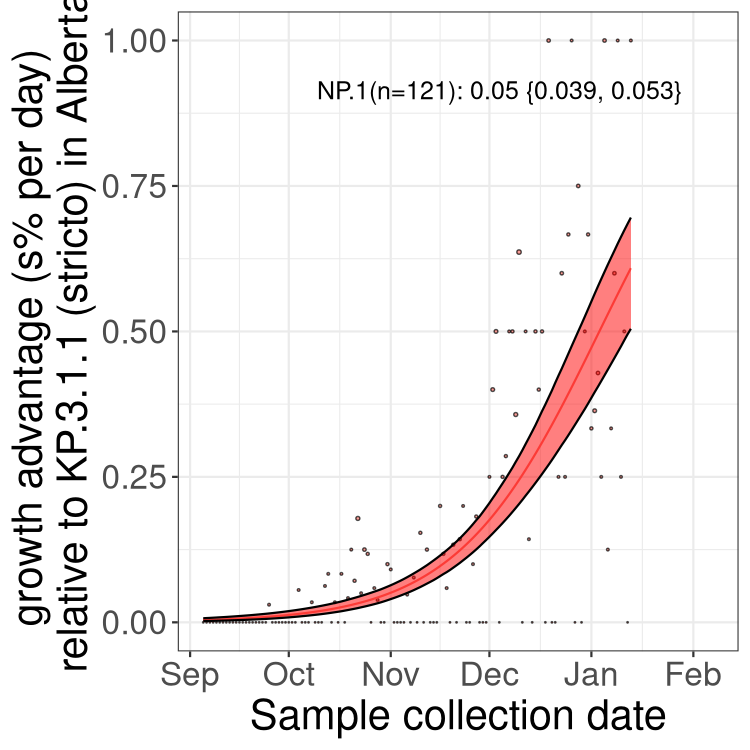 growth advantage (s% per day)
relative to KP.3.1.1 (stricto) in Alberta
1.00
0.75
0.50
0.25
0.00
NP.1(n=121): 0.05 {0.039, 0.053}
Sep Oct Nov Dec Jan Feb
Sample collection date